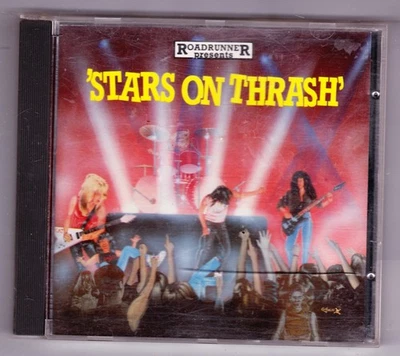 ROADRUNNER
presents
'STARS ON THRASH'